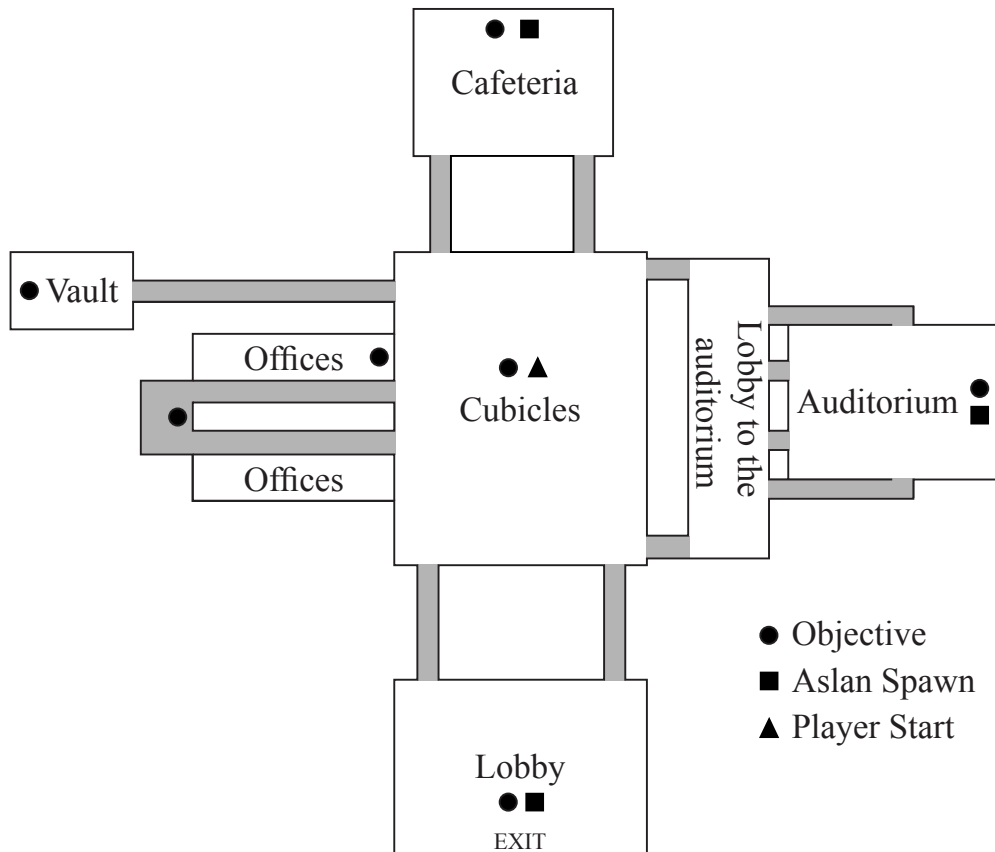 Cafeteria
Vault
Offices
Cubicles
Offices
Lobby to the
auditorium
Auditorium
Objective
Aslan Spawn
Player Start
Lobby
EXIT